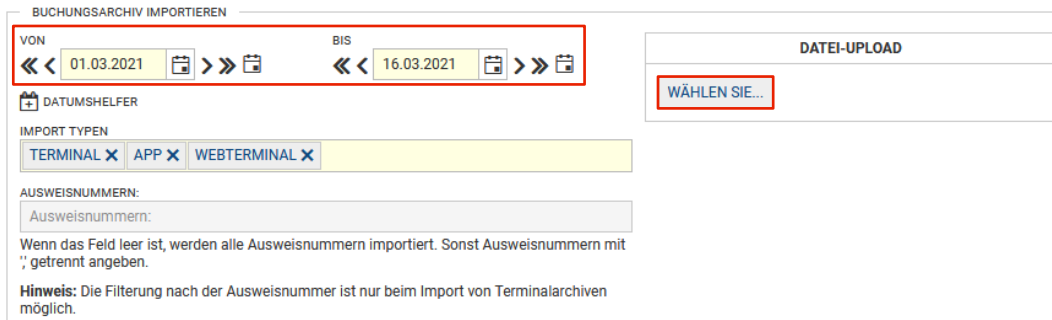 BUCHUNGSARCHIV IMPORTIEREN
VON
01.03.2021
BIS
16.03.2021
DATUMSHELFER
IMPORT TYPEN
TERMINAL APP WEBTERMINAL
AUSWEISNUMMERN:
Ausweisnummern:
Wenn das Feld leer ist, werden alle Ausweisnummern importiert. Sonst Ausweisnummern mit
',' getrennt angeben.
Hinweis: Die Filterung nach der Ausweisnummer ist nur beim Import von Terminalarchiven
möglich.
DATEI-UPLOAD
WÄHLEN SIE...